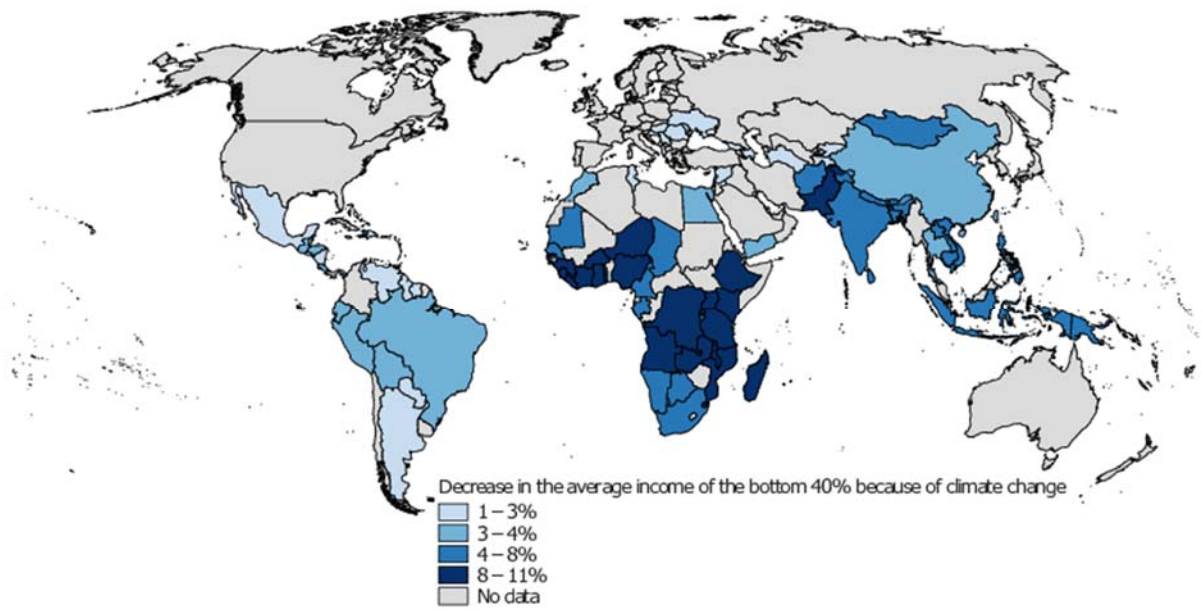 Decrease in the average income of the bottom 40% because of climate change
1 – 3%
3 – 4%
4 – 8%
8 – 11%
No data